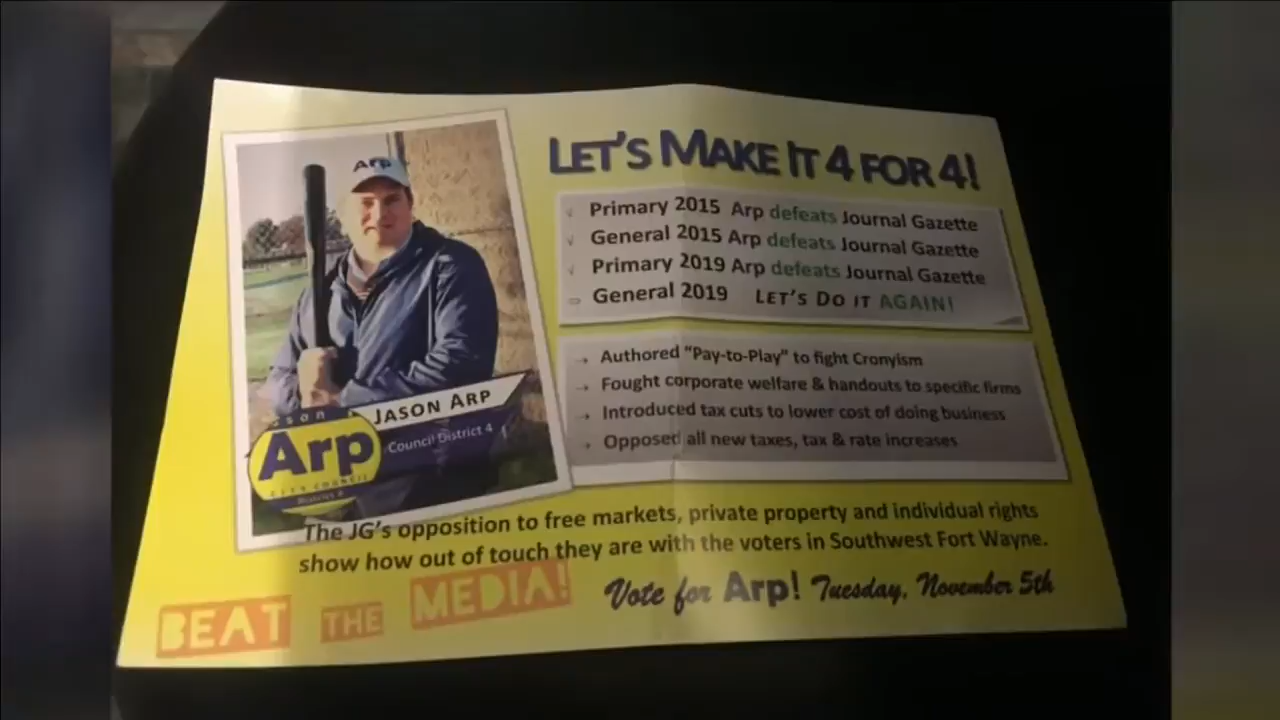 LET'S MAKE IT 4 FOR 4!
Primary 2015 Arp defeats Journal Gazette
General 2015 Arp defeats Journal Gazette
Primary 2019 Arp defeats Journal Gazette
General 2019 LET'S DO IT AGAIN!
Authored "Pay-to-Play" to fight Cronyism
Fought corporate welfare & handouts to specific firms
Introduced tax cuts to lower cost of doing business
Opposed all new taxes, tax & rate increases
Arp
JASON ARP
Council District 4
Arp
CITY COUNCIL
District 4
The JG's opposition to free markets, private property and individual rights
show how out of touch they are with the voters in Southwest Fort Wayne.
BEAT THE MEDIA!
Vote for Arp! Tuesday, November 5th